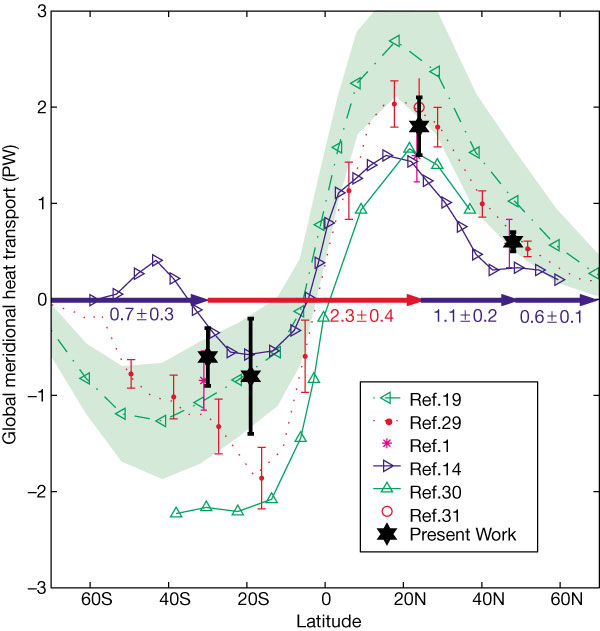 Global meridional heat transport (PW)
3
2
1
0
–1
–2
–3
0.7±0.3
2.3±0.4
1.1±0.2
0.6±0.1
Ref.19
Ref.29
Ref.1
Ref.14
Ref.30
Ref.31
Present Work
60S 40S 20S 0 20N 40N 60N
Latitude